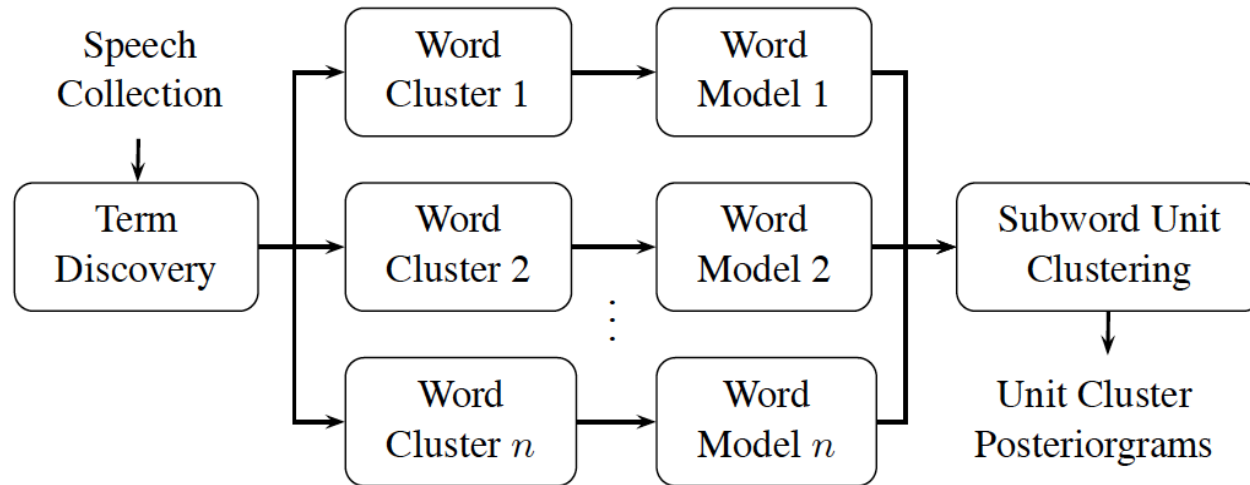 Speech
Collection
Term
Discovery
Word
Cluster 1
Word
Model 1
Word
Cluster 2
Word
Model 2
⋮
Word
Cluster n
Word
Model n
Subword Unit
Clustering
Unit Cluster
Posteriorgrams